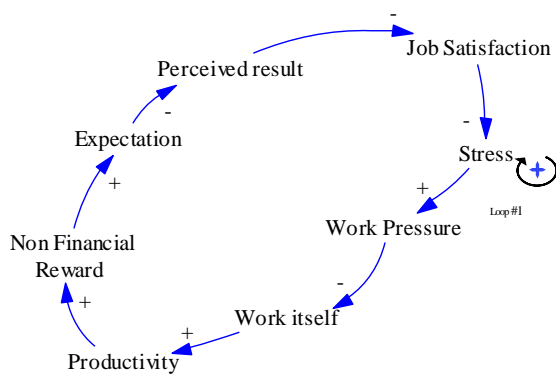 -
Job Satisfaction
Perceived result
-
Expectation
-
Stress
+
+
Loop #1
Work Pressure
Non Financial
Reward
-
+
Work itself
+
Productivity
+